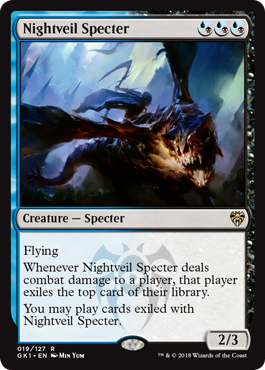 Nightveil Specter
Creature — Specter
Flying
Whenever Nightveil Specter deals
combat damage to a player, that player
exiles the top card of their library.
You may play cards exiled with
Nightveil Specter.
2/3
019/127 R
GK1 • EN Min Yum
™ & © 2018 Wizards of the Coast